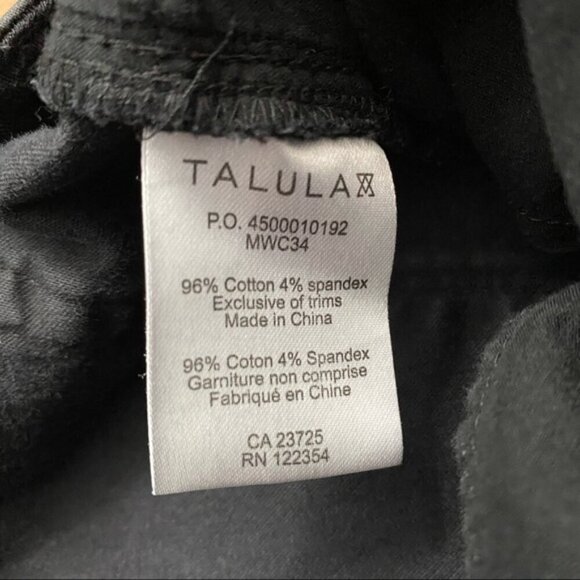 TALULA
P.O. 4500010192
MWC34
96% Cotton 4% spandex
Exclusive of trims
Made in China
96% Coton 4% Spandex
Garniture non comprise
Fabriqué en Chine
CA 23725
RN 122354